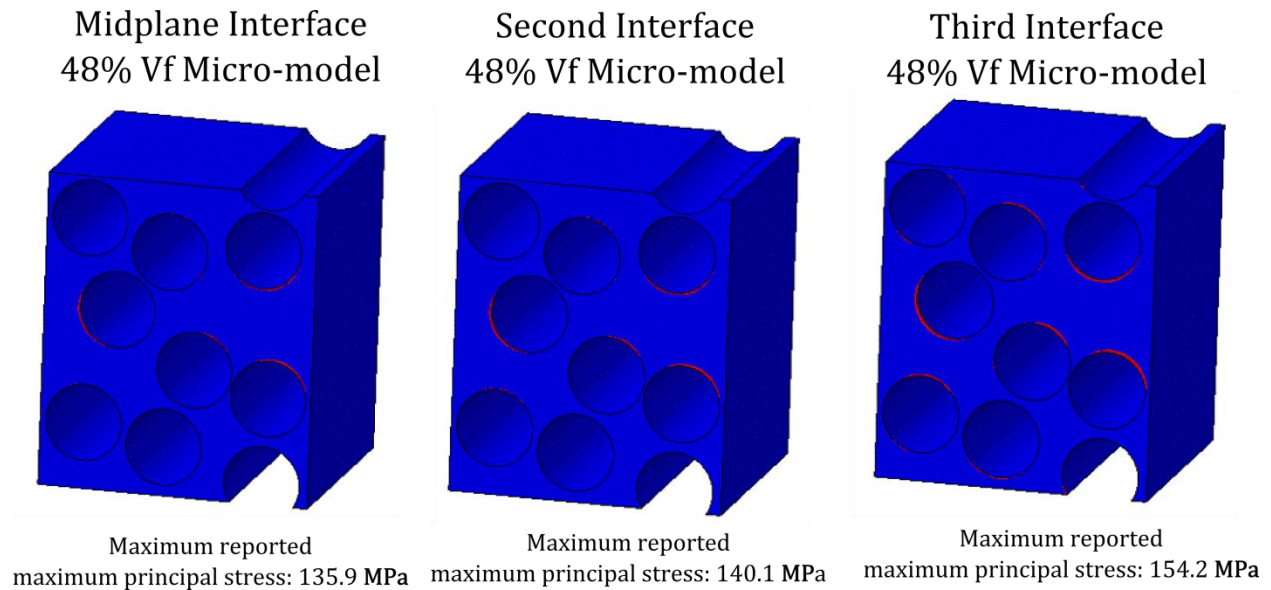 Midplane Interface
48% Vf Micro-model
Second Interface
48% Vf Micro-model
Third Interface
48% Vf Micro-model
Maximum reported
maximum principal stress: 135.9 MPa
Maximum reported
maximum principal stress: 140.1 MPa
Maximum reported
maximum principal stress: 154.2 MPa